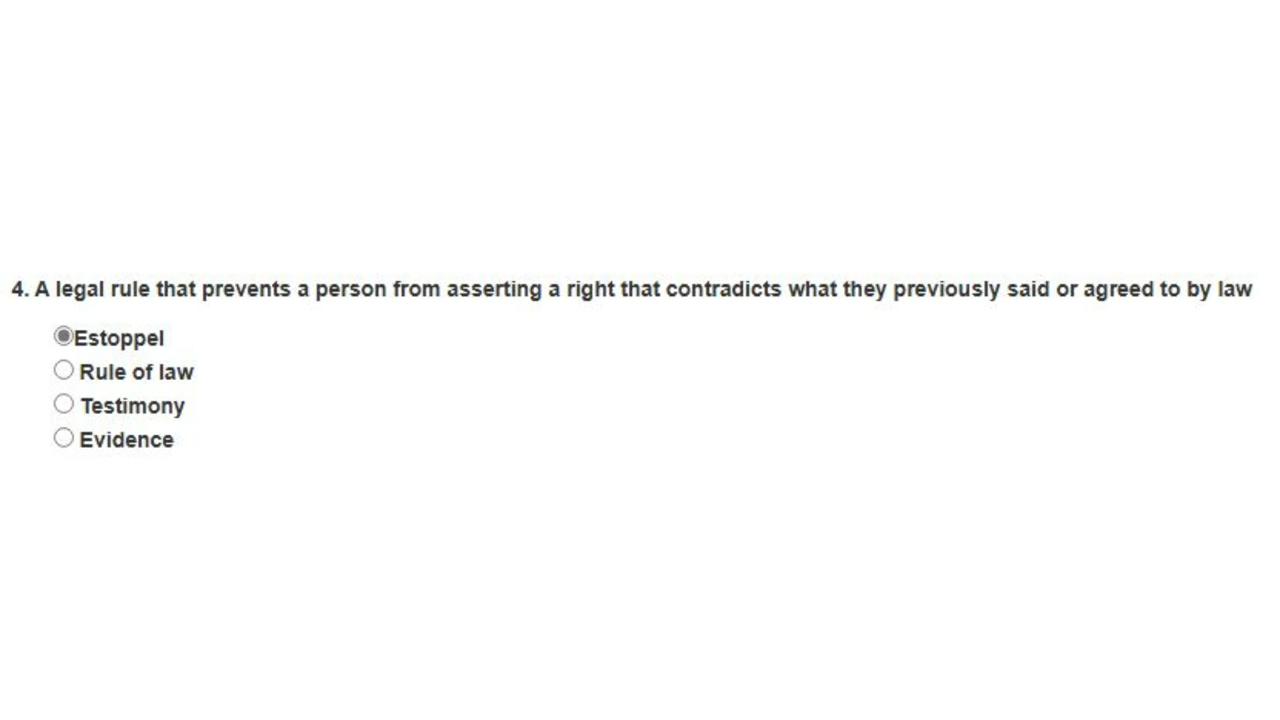 4. A legal rule that prevents a person from asserting a right that contradicts what they previously said or agreed to by law
Estoppel
Rule of law
Testimony
Evidence